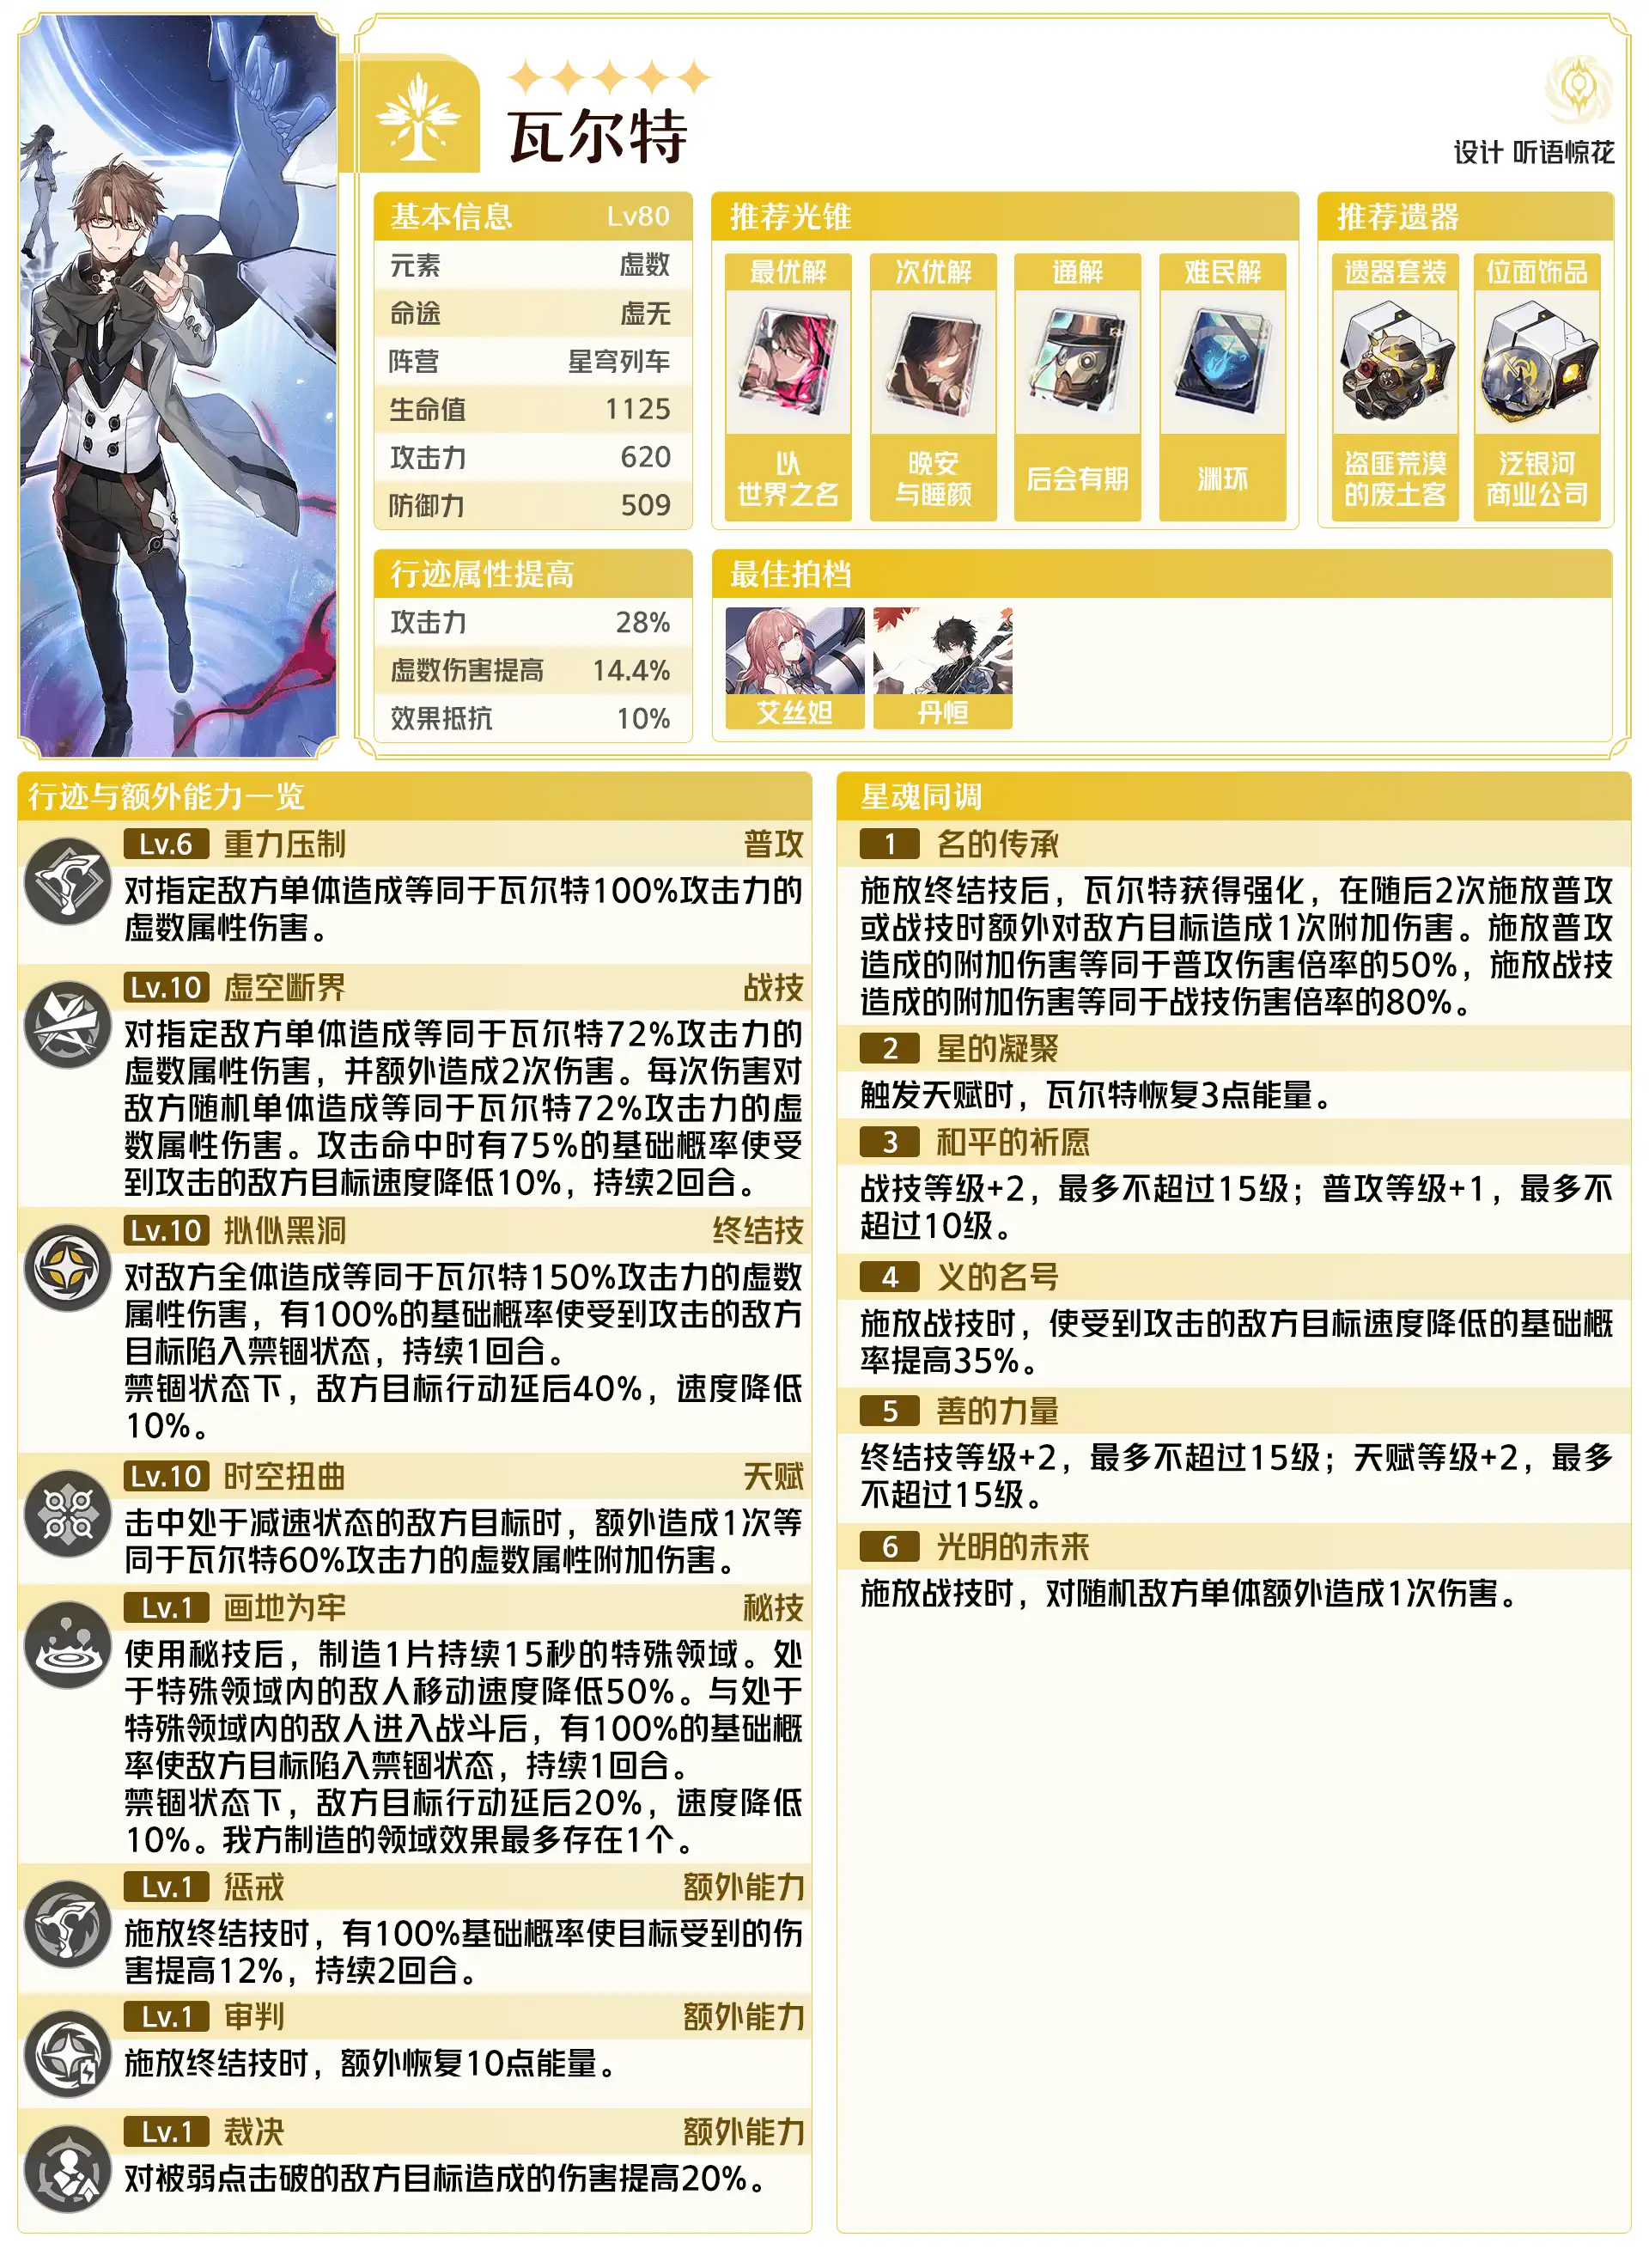 瓦尔特
设计 听语惊花
基本信息 Lv80
元素 虚数
命途 虚无
阵营 星穹列车
生命值 1125
攻击力 620
防御力 509
推荐光锥
最优解 次优解 通解 难民解
以
世界之名
晚安
与睡颜
后会有期
渊环
推荐遗器
遗器套装 位面饰品
盗匪荒漠
的废土客
泛银河
商业公司
行迹属性提高
攻击力 28%
虚数伤害提高 14.4%
效果抵抗 10%
最佳拍档
艾丝妲 丹恒
行迹与额外能力一览
Lv.6 重力压制 普攻
对指定敌方单体造成等同于瓦尔特100%攻击力的
虚数属性伤害。
Lv.10 虚空断界 战技
对指定敌方单体造成等同于瓦尔特72%攻击力的
虚数属性伤害，并额外造成2次伤害。每次伤害对
敌方随机单体造成等同于瓦尔特72%攻击力的虚
数属性伤害。攻击命中时有75%的基础概率使受
到攻击的敌方目标速度降低10%，持续2回合。
Lv.10 拟似黑洞 终结技
对敌方全体造成等同于瓦尔特150%攻击力的虚数
属性伤害，有100%的基础概率使受到攻击的敌方
目标陷入禁锢状态，持续1回合。
禁锢状态下，敌方目标行动延后40%，速度降低
10%。
Lv.10 时空扭曲 天赋
击中处于减速状态的敌方目标时，额外造成1次等
同于瓦尔特60%攻击力的虚数属性附加伤害。
Lv.1 画地为牢 秘技
使用秘技后，制造1片持续15秒的特殊领域。处
于特殊领域内的敌人移动速度降低50%。与处于
特殊领域内的敌人进入战斗后，有100%的基础概
率使敌方目标陷入禁锢状态，持续1回合。
禁锢状态下，敌方目标行动延后20%，速度降低
10%。我方制造的领域效果最多存在1个。
Lv.1 惩戒 额外能力
施放终结技时，有100%基础概率使目标受到的伤
害提高12%，持续2回合。
Lv.1 审判 额外能力
施放终结技时，额外恢复10点能量。
Lv.1 裁决 额外能力
对被弱点击破的敌方目标造成的伤害提高20%。
星魂同调
1 名的传承
施放终结技后，瓦尔特获得强化，在随后2次施放普攻
或战技时额外对敌方目标造成1次附加伤害。施放普攻
造成的附加伤害等同于普攻伤害倍率的50%，施放战技
造成的附加伤害等同于战技伤害倍率的80%。
2 星的凝聚
触发天赋时，瓦尔特恢复3点能量。
3 和平的祈愿
战技等级+2，最多不超过15级；普攻等级+1，最多不
超过10级。
4 义的名号
施放战技时，使受到攻击的敌方目标速度降低的基础概
率提高35%。
5 善的力量
终结技等级+2，最多不超过15级；天赋等级+2，最多
不超过15级。
6 光明的未来
施放战技时，对随机敌方单体额外造成1次伤害。